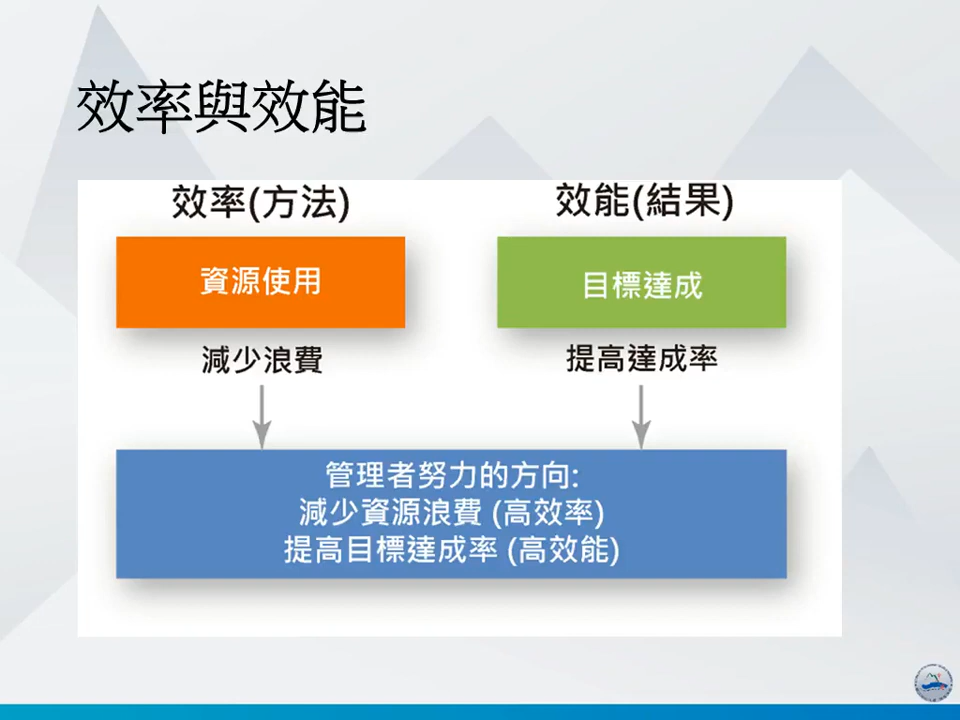 效率與效能
效率(方法)
效能(結果)
資源使用
目標達成
減少浪費
提高達成率
管理者努力的方向:
減少資源浪費 (高效率)
提高目標達成率 (高效能)